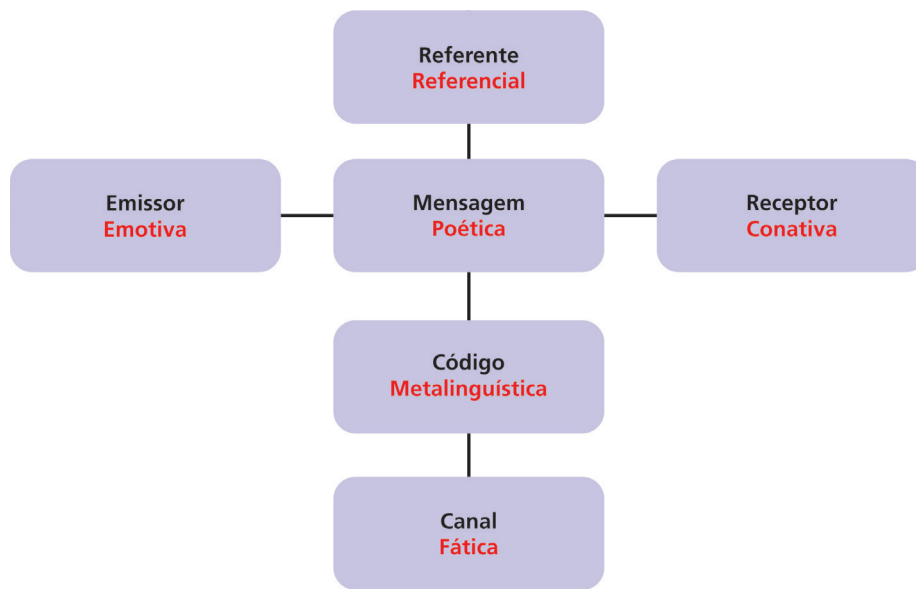 Referente
Referencial
Emissor
Emotiva
Mensagem
Poética
Receptor
Conativa
Código
Metalinguística
Canal
Fática